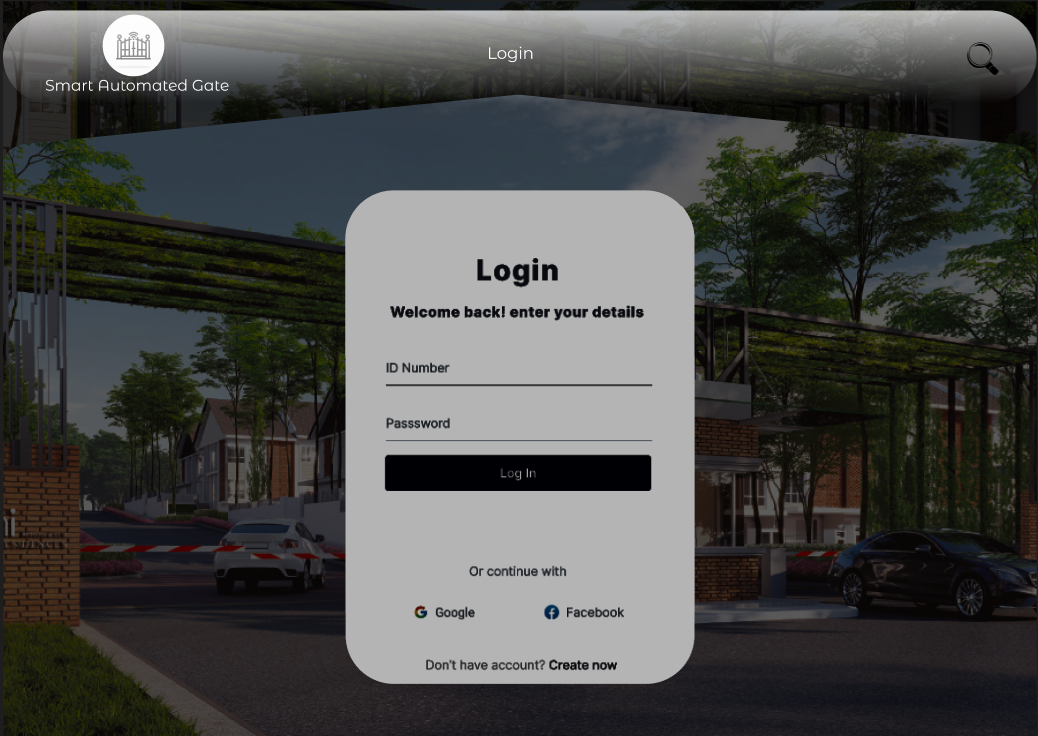 Login
Smart Automated Gate
Login
Welcome back! enter your details
ID Number
Passsword
Log In
Or continue with
Google Facebook
Don't have account? Create now